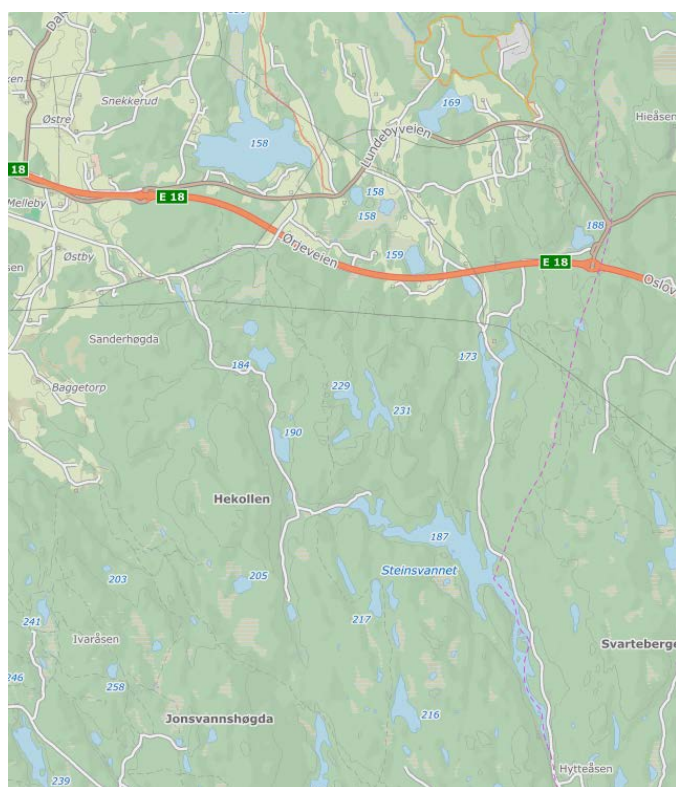 Snekkerud
169
Østre
Hieåsen
158
Lundebyveien
18
E 18
158
Melleby
158
188
Østby
Ørjeveien
159
E 18
Oslov
Sanderhøgda
184
173
Baggetorp
229
231
190
Hekollen
187
Steinsvannet
203
205
241
217
Ivaråsen
Svarteberge
246
258
Jonsvannshøgda
216
Hytteåsen
239